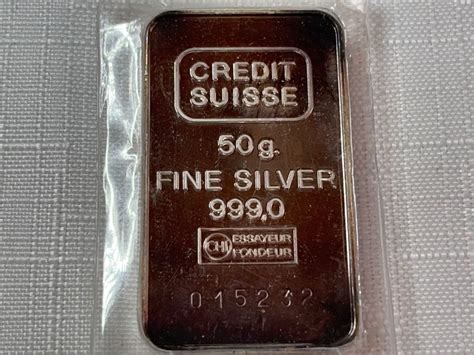 CREDIT
SUISSE
50g.
FINE SILVER
999,0
CHI ESSAYEUR
FONDEUR
015232